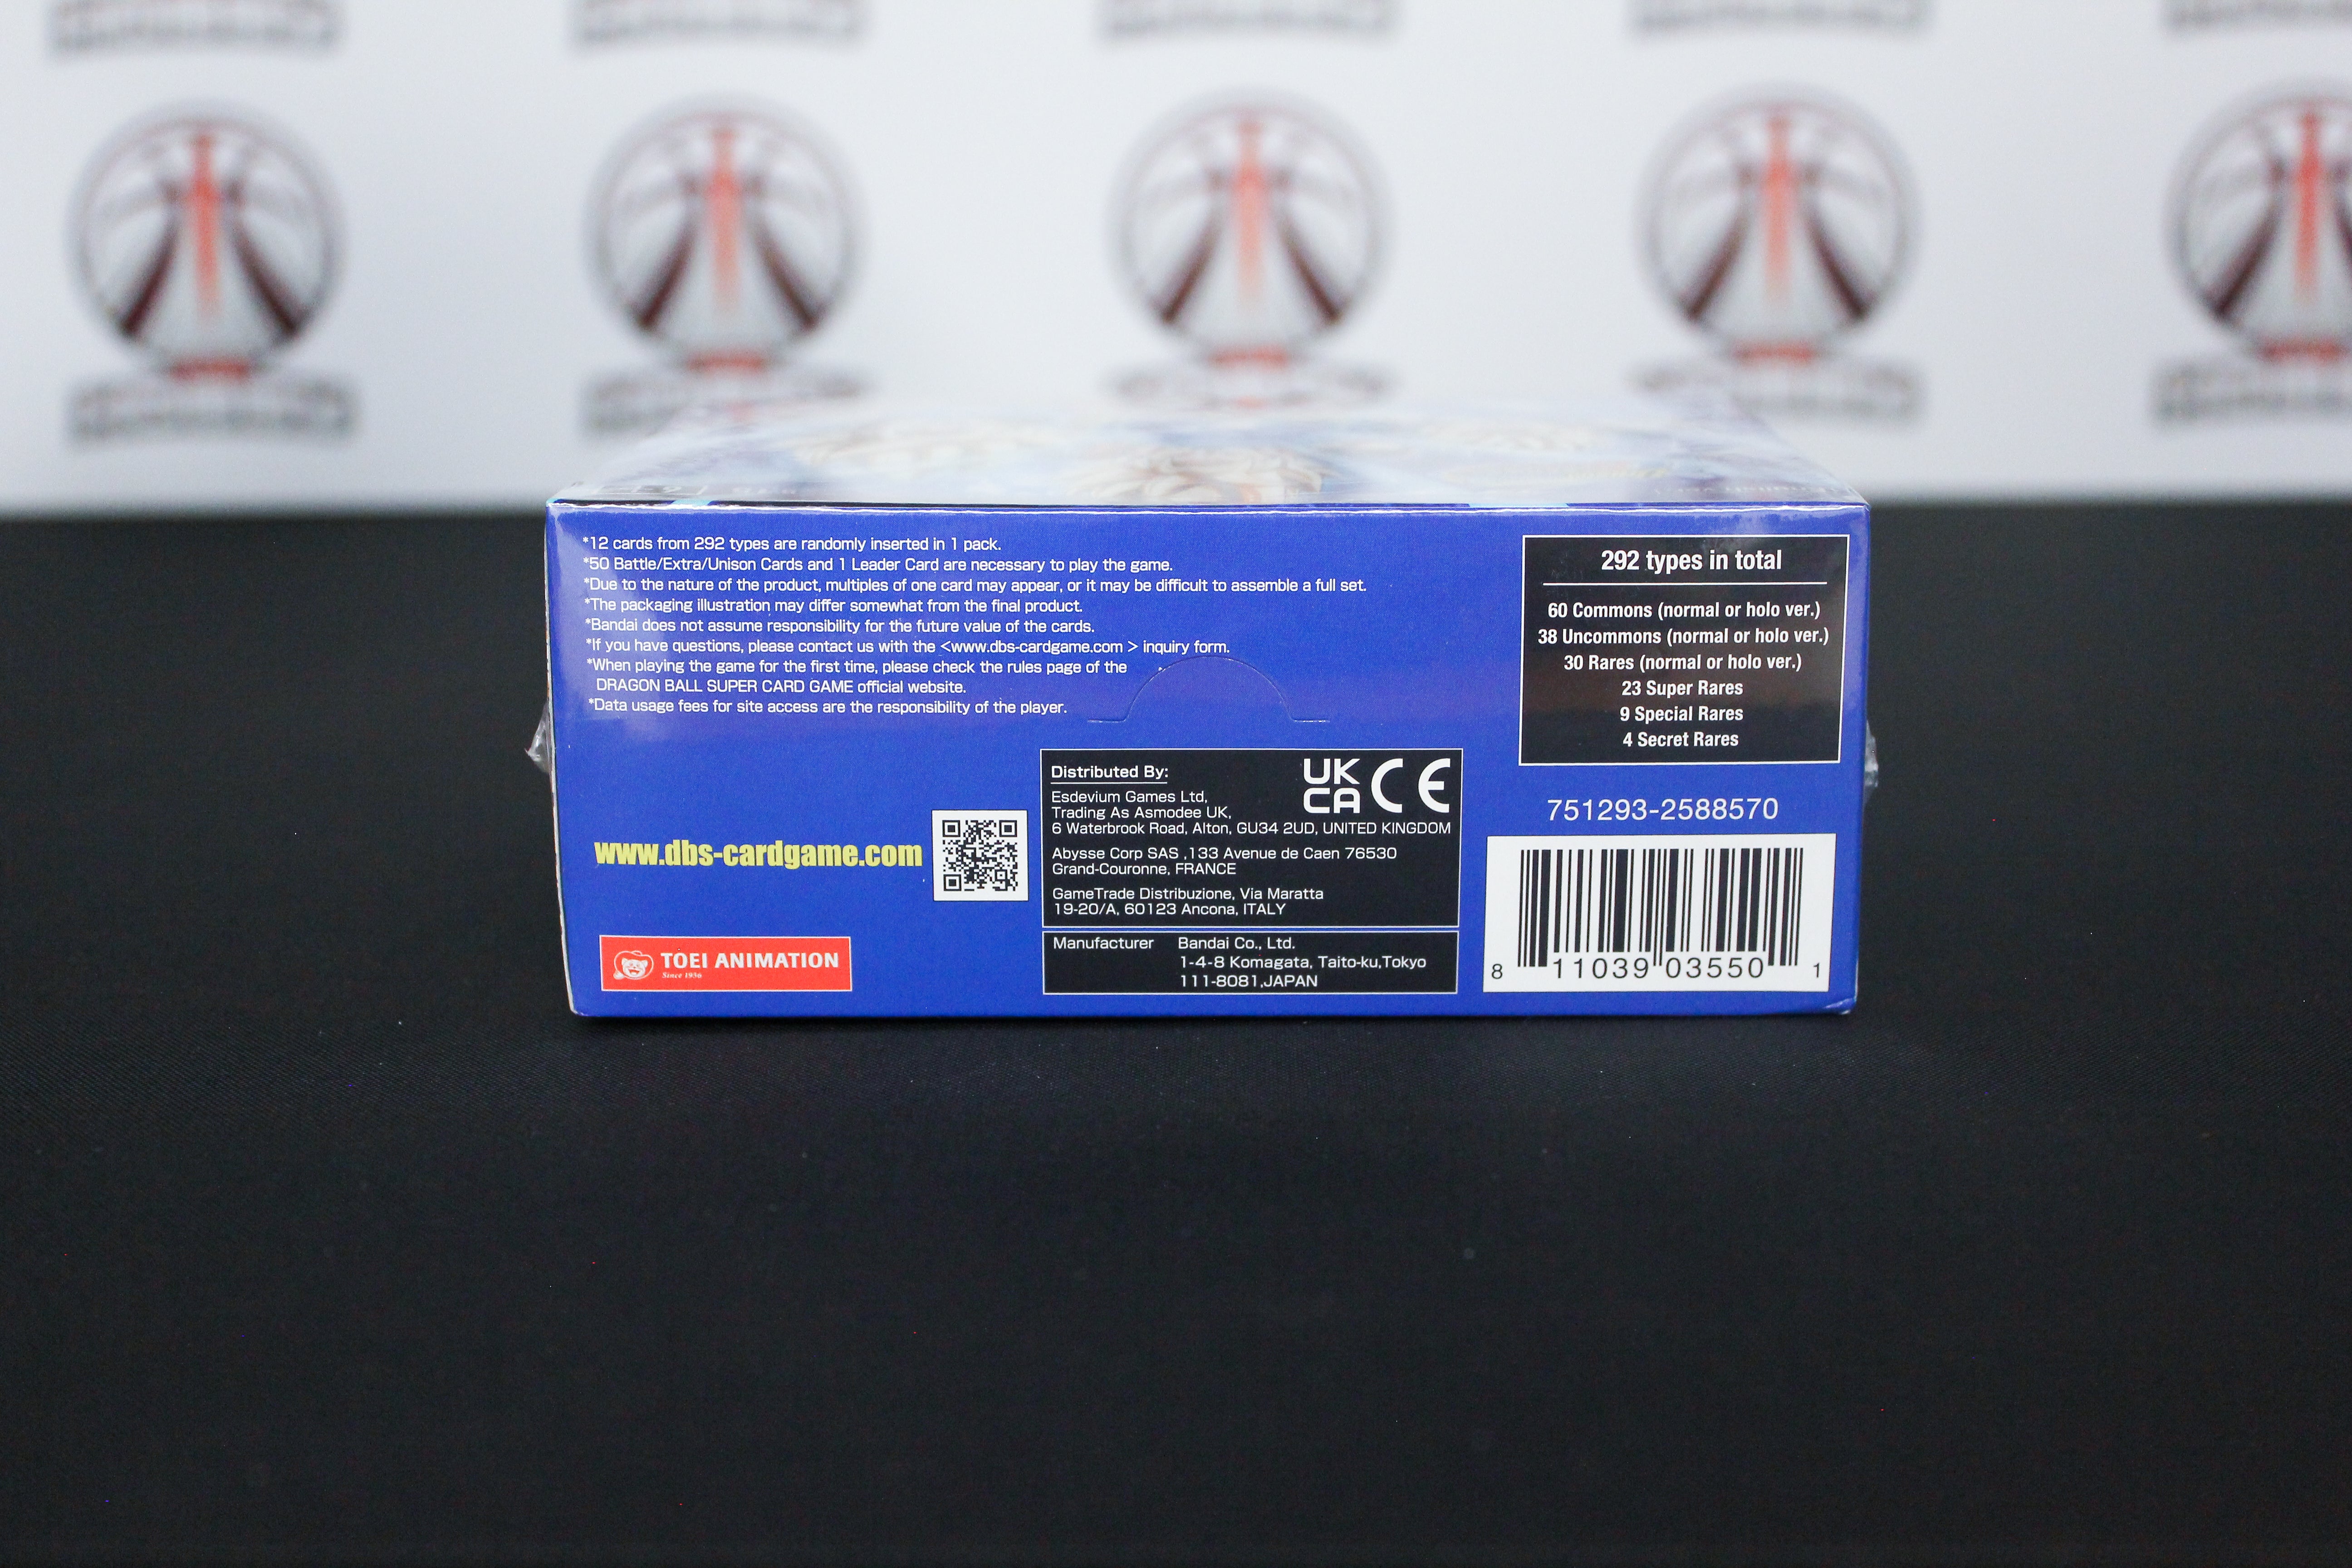 *12 cards from 292 types are randomly inserted in 1 pack.
*50 Battle/Extra/Unison Cards and 1 Leader Card are necessary to play the game.
*Due to the nature of the product, multiples of one card may appear, or it may be difficult to assemble a full set.
*The packaging illustration may differ somewhat from the final product.
*Bandai does not assume responsibility for the future value of the cards.
*If you have questions, please contact us with the <www.dbs-cardgame.com > inquiry form.
*When playing the game for the first time, please check the rules page of the
DRAGON BALL SUPER CARD GAME official website.
*Data usage fees for site access are the responsibility of the player.
292 types in total
60 Commons (normal or holo ver.)
38 Uncommons (normal or holo ver.)
30 Rares (normal or holo ver.)
23 Super Rares
9 Special Rares
4 Secret Rares
www.dbs-cardgame.com
TOEI ANIMATION
Since 1956
Distributed By:
UK
CA CE
Esdevium Games Ltd,
Trading As Asmodee UK,
6 Waterbrook Road, Alton, GU34 2UD, UNITED KINGDOM
Abysse Corp SAS ,133 Avenue de Caen 76530
Grand-Couronne, FRANCE
GameTrade Distribuzione, Via Maratta
19-20/A, 60123 Ancona, ITALY
Manufacturer Bandai Co., Ltd.
1-4-8 Komagata, Taito-ku,Tokyo
111-8081,JAPAN
751293-2588570
8 11039 03550 1